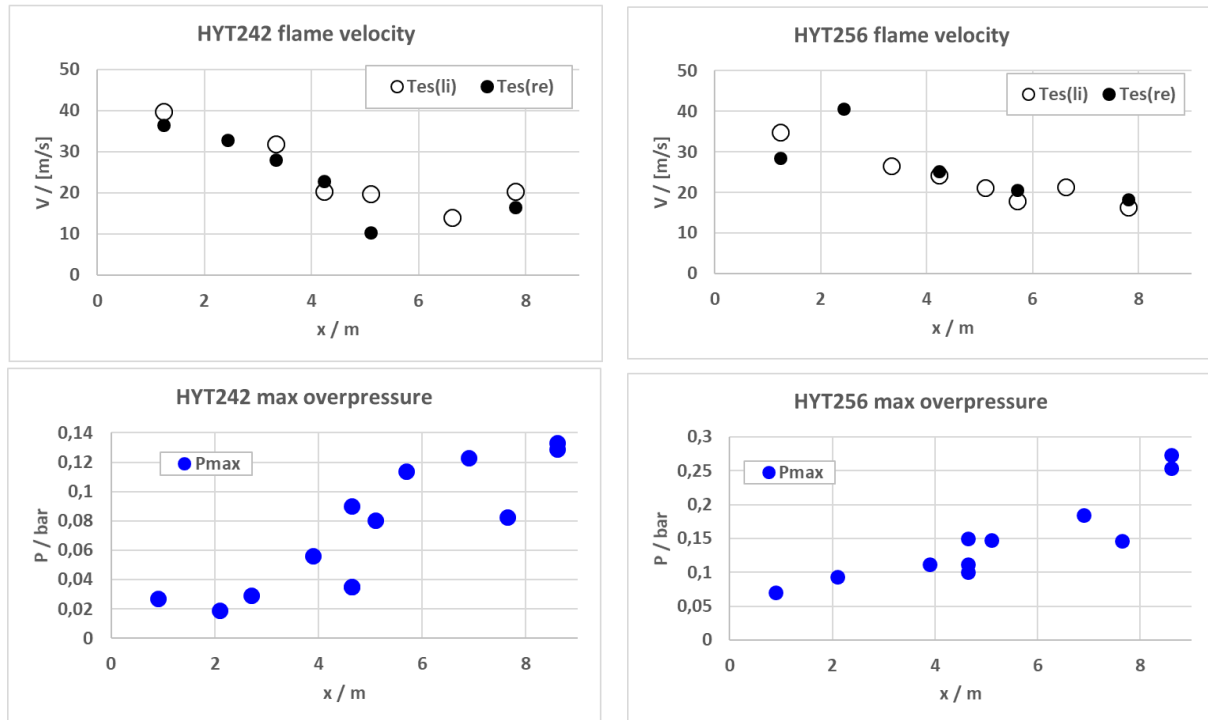 HYT242 flame velocity
50
40
30
20
10
0
V / [m/s]
Tes(li) Tes(re)
0 2 4 6 8
x / m
HYT256 flame velocity
50
40
30
20
10
0
V / [m/s]
Tes(li) Tes(re)
0 2 4 6 8
x / m
HYT242 max overpressure
0,14
0,12
0,1
0,08
0,06
0,04
0,02
0
P / bar
Pmax
0 2 4 6 8
x / m
HYT256 max overpressure
0,3
0,25
0,2
0,15
0,1
0,05
0
P / bar
Pmax
0 2 4 6 8
x / m